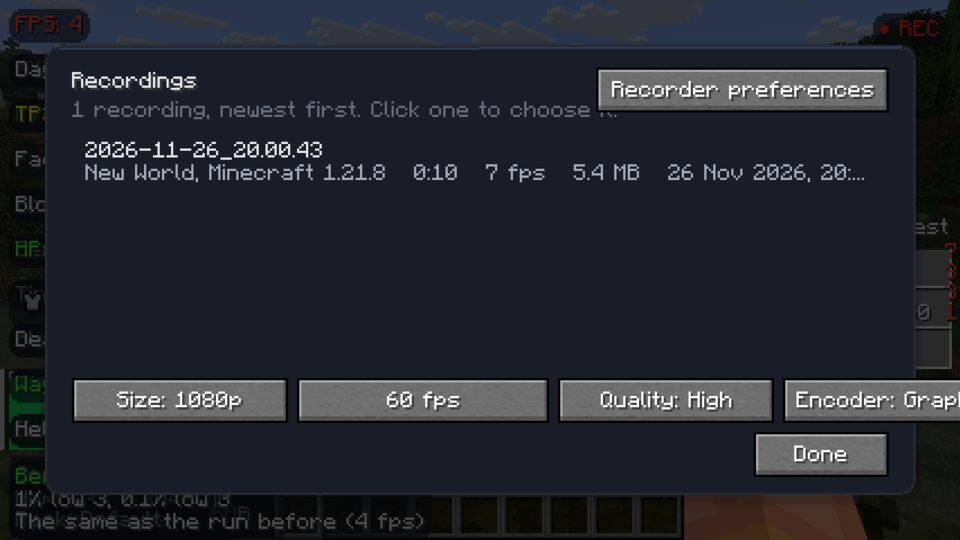 FPS: 4
REC
Recordings
Recorder preferences
1 recording, newest first. Click one to choose
2026-11-26_20.00.43
New World, Minecraft 1.21.8 0:10 7 fps 5.4 MB 26 Nov 2026, 20:...
Size: 1080p
60 fps
Quality: High
Encoder: Grap
Done
1% low 3, 0.1% low 3
The same as the run before (4 fps)